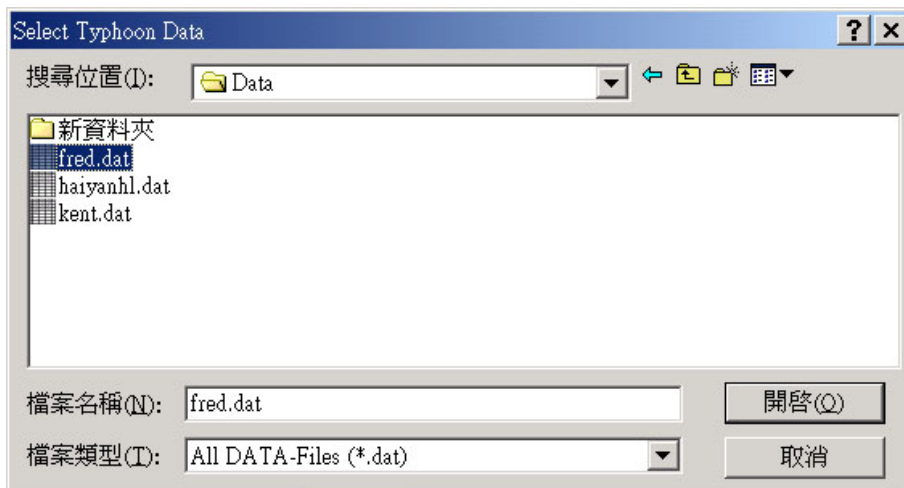 Select Typhoon Data
搜尋位置(I): Data
新資料夾
fred.dat
haiyanhl.dat
kent.dat
檔案名稱(N): fred.dat 開啓(O)
檔案類型(T): All DATA-Files (*.dat) 取消